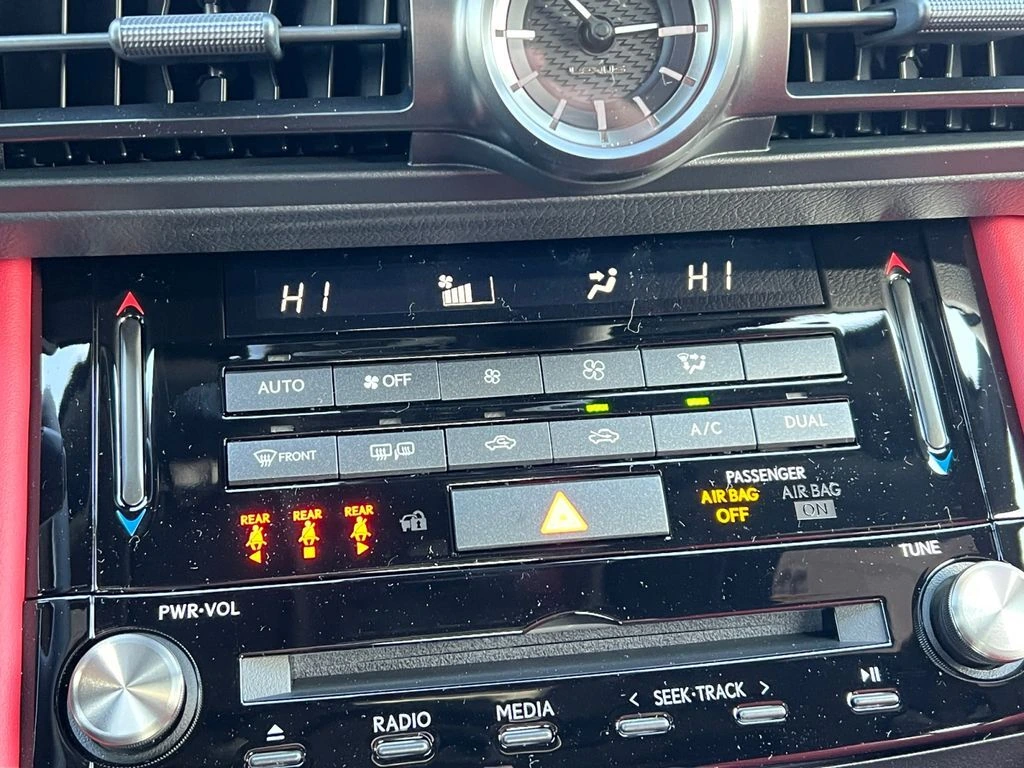 LEXUS
HI HI
AUTO OFF
FRONT A/C DUAL
REAR REAR REAR
PASSENGER
AIR BAG OFF
AIR BAG ON
PWR·VOL
TUNE
RADIO MEDIA < SEEK·TRACK >